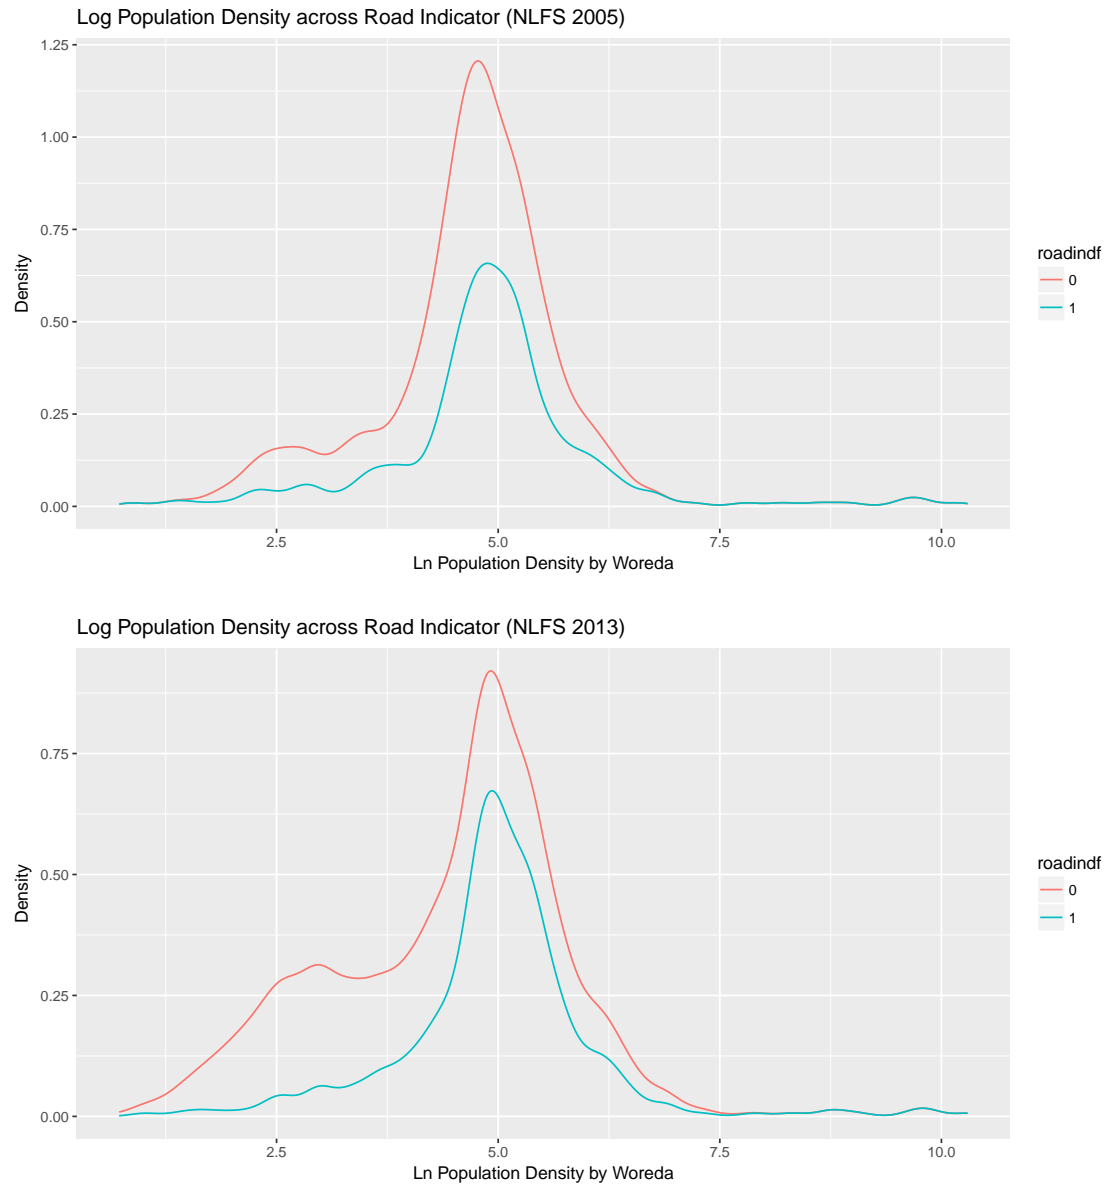 Log Population Density across Road Indicator (NLFS 2005)
1.25
1.00
0.75
0.50
0.25
0.00
Density
2.5 5.0 7.5 10.0
Ln Population Density by Woreda
roadindf
0
1
Log Population Density across Road Indicator (NLFS 2013)
0.75
0.50
0.25
0.00
Density
2.5 5.0 7.5 10.0
Ln Population Density by Woreda
roadindf
0
1